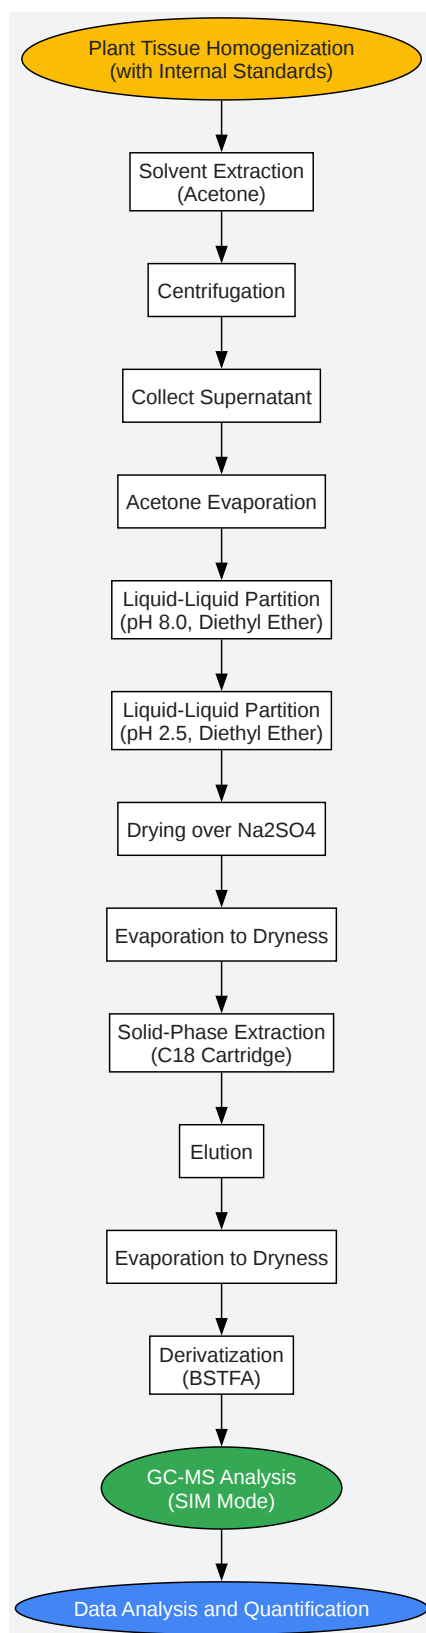 Plant Tissue Homogenization
(with Internal Standards)
Solvent Extraction
(Acetone)
Centrifugation
Collect Supernatant
Acetone Evaporation
Liquid-Liquid Partition
(pH 8.0, Diethyl Ether)
Liquid-Liquid Partition
(pH 2.5, Diethyl Ether)
Drying over Na2SO4
Evaporation to Dryness
Solid-Phase Extraction
(C18 Cartridge)
Elution
Evaporation to Dryness
Derivatization
(BSTFA)
GC-MS Analysis
(SIM Mode)
Data Analysis and Quantification